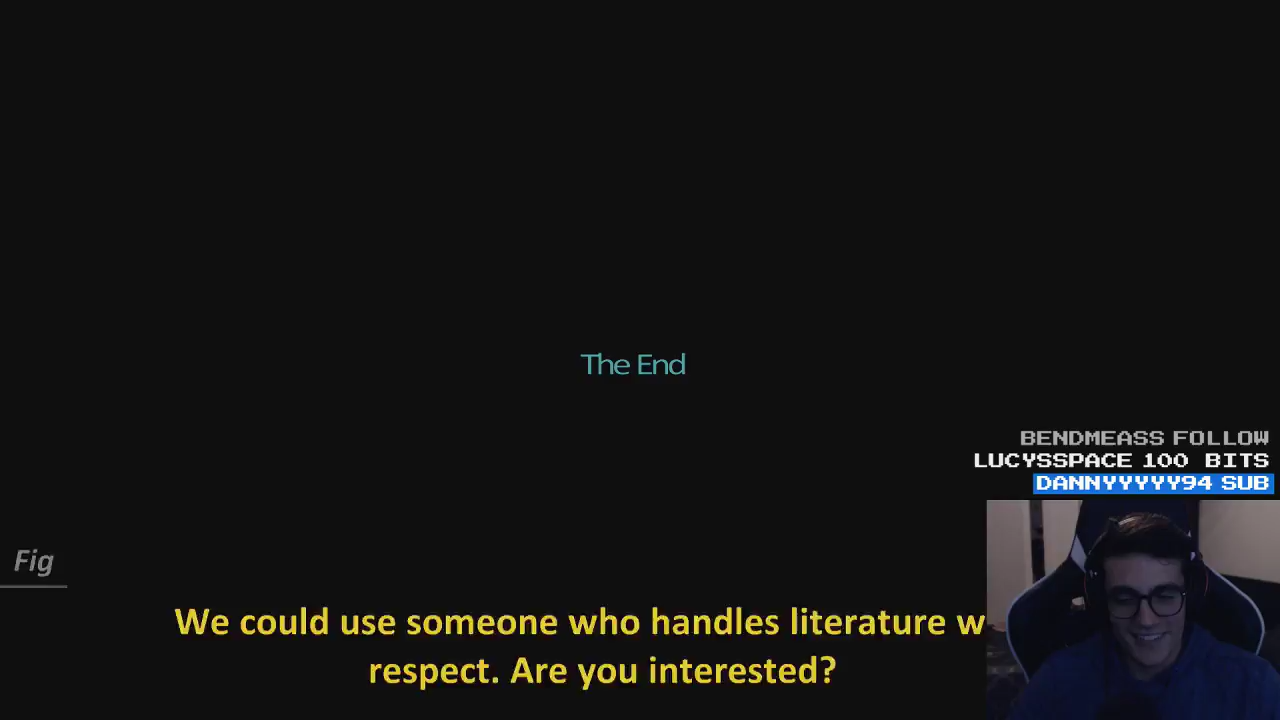 The End
BENDMEASS FOLLOW
LUCYSSPACE 100 BITS
DANNYYYYY94 SUB
Fig
We could use someone who handles literature w
respect. Are you interested?